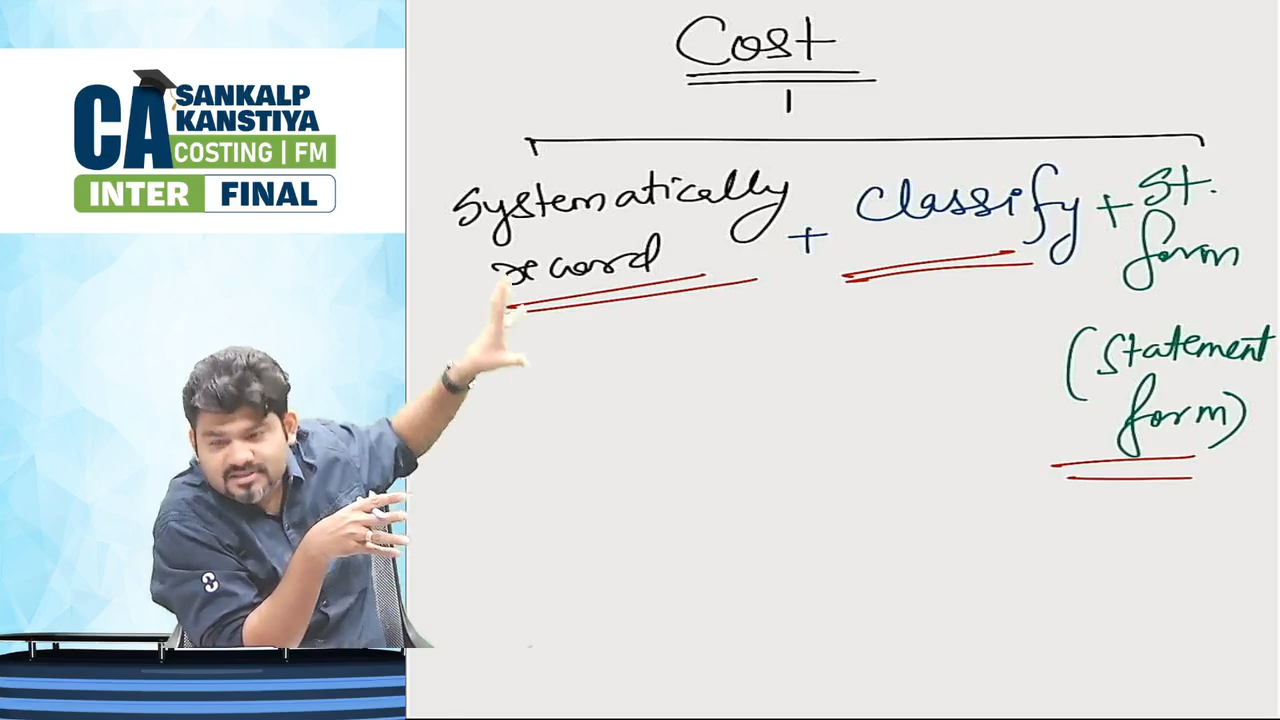 CA SANKALP
KANSTIYA
COSTING | FM
INTER FINAL
Cost
Systematically
record
+ Classify + St.
form
(Statement
form)